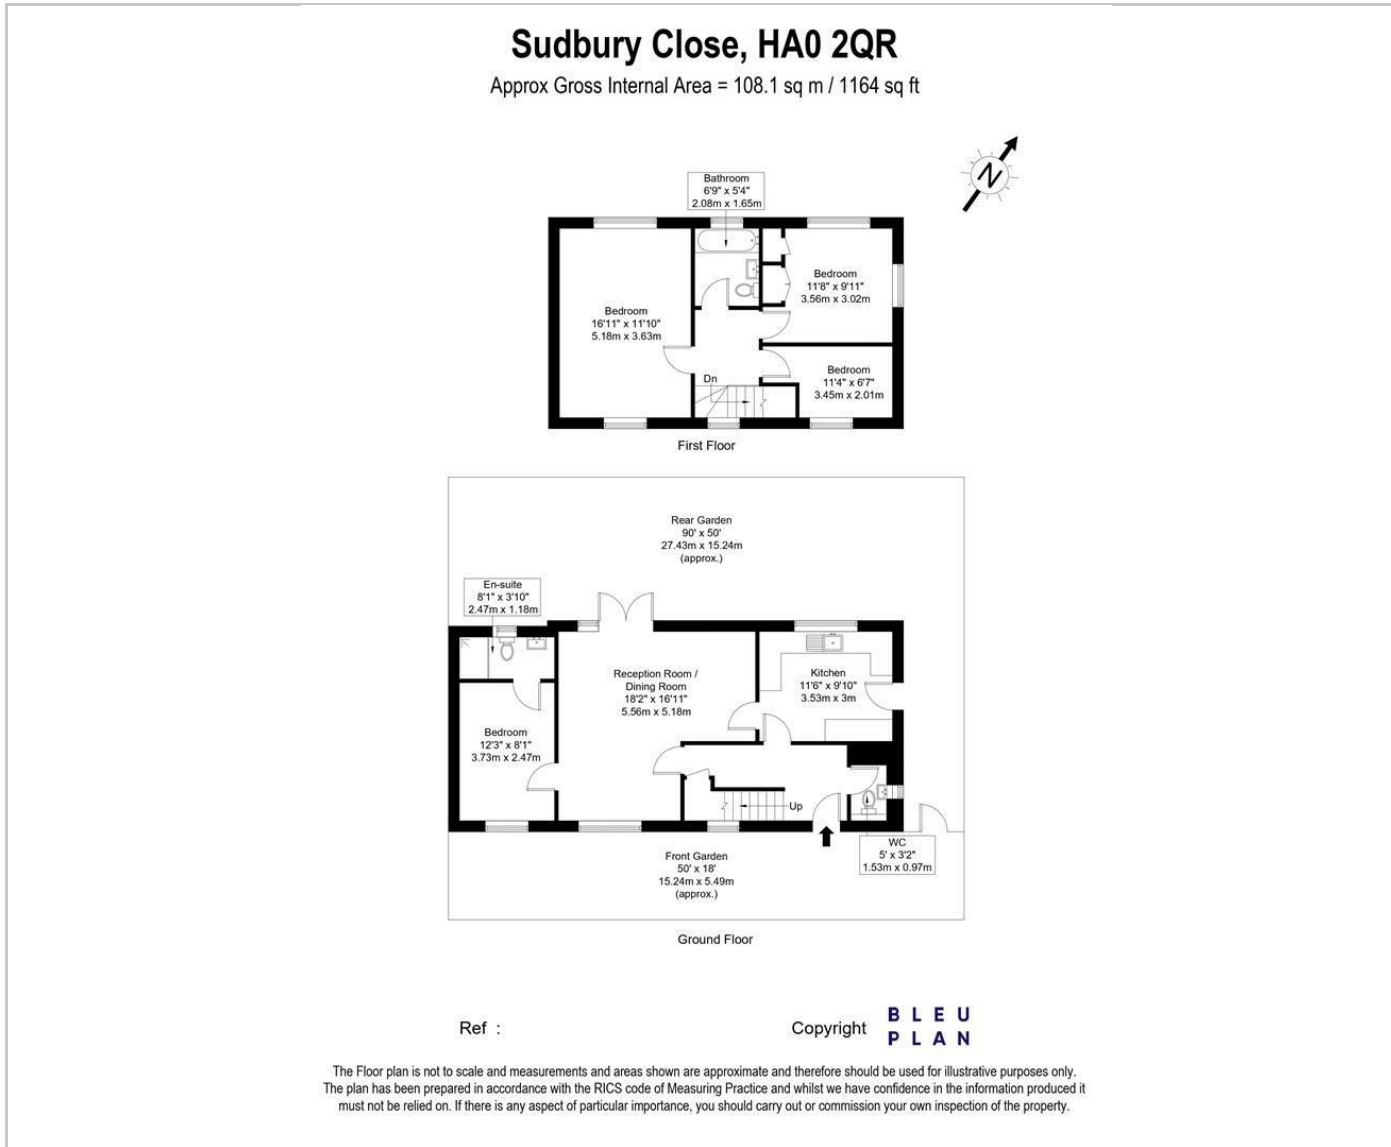 Sudbury Close, HA0 2QR
Approx Gross Internal Area = 108.1 sq m / 1164 sq ft
N
Bathroom
6'9" x 5'4"
2.08m x 1.65m
Bedroom
16'11" x 11'10"
5.18m x 3.63m
Bedroom
11'8" x 9'11"
3.56m x 3.02m
Bedroom
11'4" x 6'7"
3.45m x 2.01m
Dn
First Floor
Rear Garden
90' x 50'
27.43m x 15.24m
(approx.)
En-suite
8'1" x 3'10"
2.47m x 1.18m
Reception Room /
Dining Room
18'2" x 16'11"
5.56m x 5.18m
Kitchen
11'6" x 9'10"
3.53m x 3m
Bedroom
12'3" x 8'1"
3.73m x 2.47m
Up
WC
5' x 3'2"
1.53m x 0.97m
Front Garden
50' x 18'
15.24m x 5.49m
(approx.)
Ground Floor
Ref :
Copyright
BLEU
PLAN
The Floor plan is not to scale and measurements and areas shown are approximate and therefore should be used for illustrative purposes only.
The plan has been prepared in accordance with the RICS code of Measuring Practice and whilst we have confidence in the information produced it
must not be relied on. If there is any aspect of particular importance, you should carry out or commission your own inspection of the property.